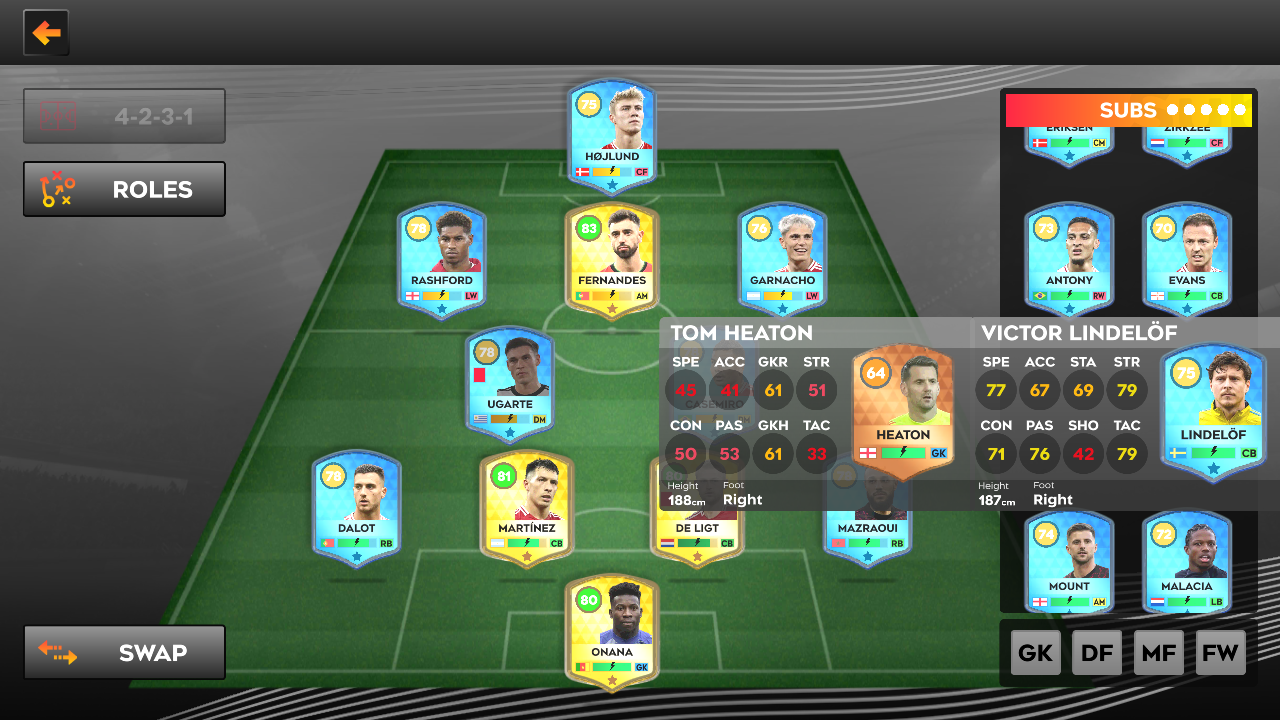 4-2-3-1
ROLES
SUBS
ERIKSEN
CM
ZIRKZEE
CF
75
HØJLUND
CF
78
RASHFORD
LW
83
FERNANDES
AM
76
GARNACHO
LW
73
ANTONY
RW
70
EVANS
CB
78
UGARTE
DM
CASEMIRO
DM
TOM HEATON
SPE ACC GKR STR
45 41 61 51
CON PAS GKH TAC
50 53 61 33
Height
188cm
Foot
Right
64
HEATON
GK
VICTOR LINDELÖF
SPE ACC STA STR
77 67 69 79
CON PAS SHO TAC
71 76 42 79
Height
187cm
Foot
Right
75
LINDELÖF
CB
78
DALOT
RB
81
MARTÍNEZ
CB
DE LIGT
CB
MAZRAOUI
RB
74
MOUNT
AM
72
MALACIA
LB
80
ONANA
GK
SWAP
GK DF MF FW